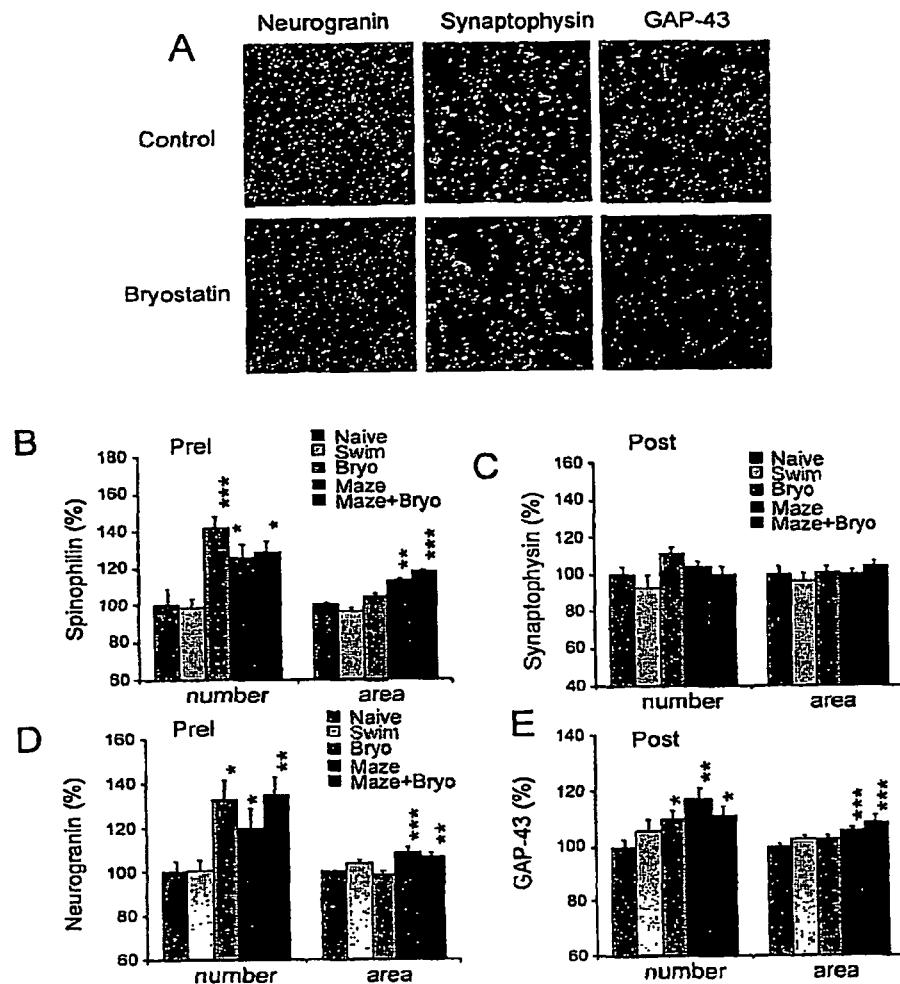 A
Neurogranin Synaptophysin GAP-43
Control
Bryostatin
B
Prel
Naive
Swim
Bryo
Maze
Maze+Bryo
Spinophilin (%)
180
160
140
120
100
80
60
***
*
*
**
***
number area
C
Post
Naive
Swim
Bryo
Maze
Maze+Bryo
Synaptophysin (%)
160
140
120
100
80
60
40
number area
D
Prel
Naive
Swim
Bryo
Maze
Maze+Bryo
Neurogranin (%)
160
140
120
100
80
60
*
*
**
***
**
number area
E
Post
GAP-43 (%)
140
120
100
80
60
*
**
*
***
***
number area